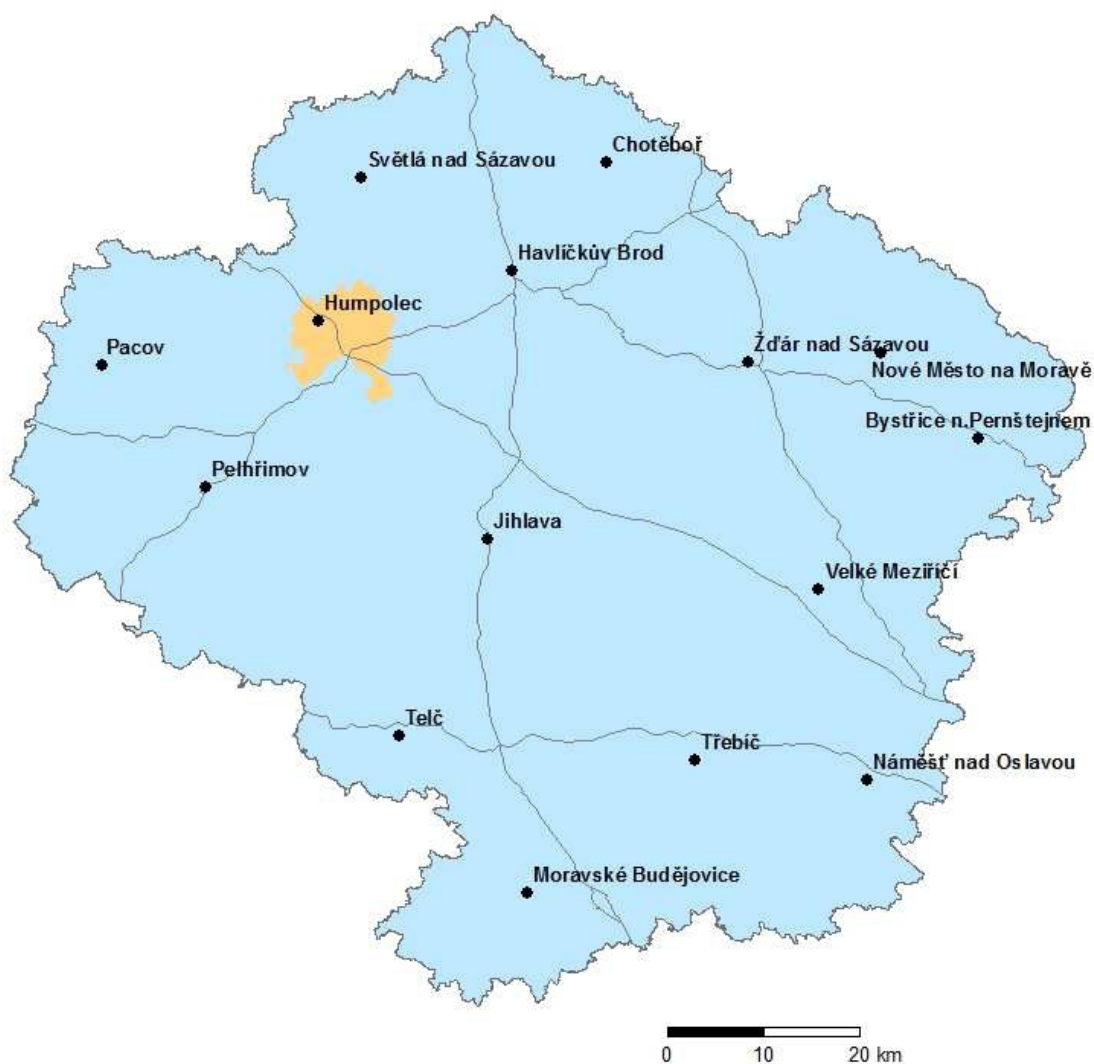 Chotěboř
Světlá nad Sázavou
Havlíčkův Brod
Humpolec
Žďár nad Sázavou
Pacov
Nové Město na Moravě
Bystřice n.Pernštejnem
Pelhřimov
Jihlava
Velké Meziříčí
Telč
Třebíč
Náměšť nad Oslavou
Moravské Budějovice
0 10 20 km